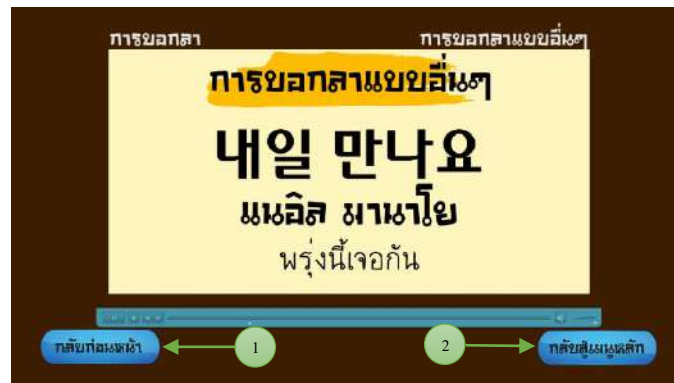 การบอกลา
การบอกลาแบบอื่นๆ
การบอกลาแบบอื่นๆ
내일 만나요
แนอิล มานาโย
พรุ่งนี้เจอกัน
กลับก่อนหน้า
1
2
กลับสู่เมนูหลัก